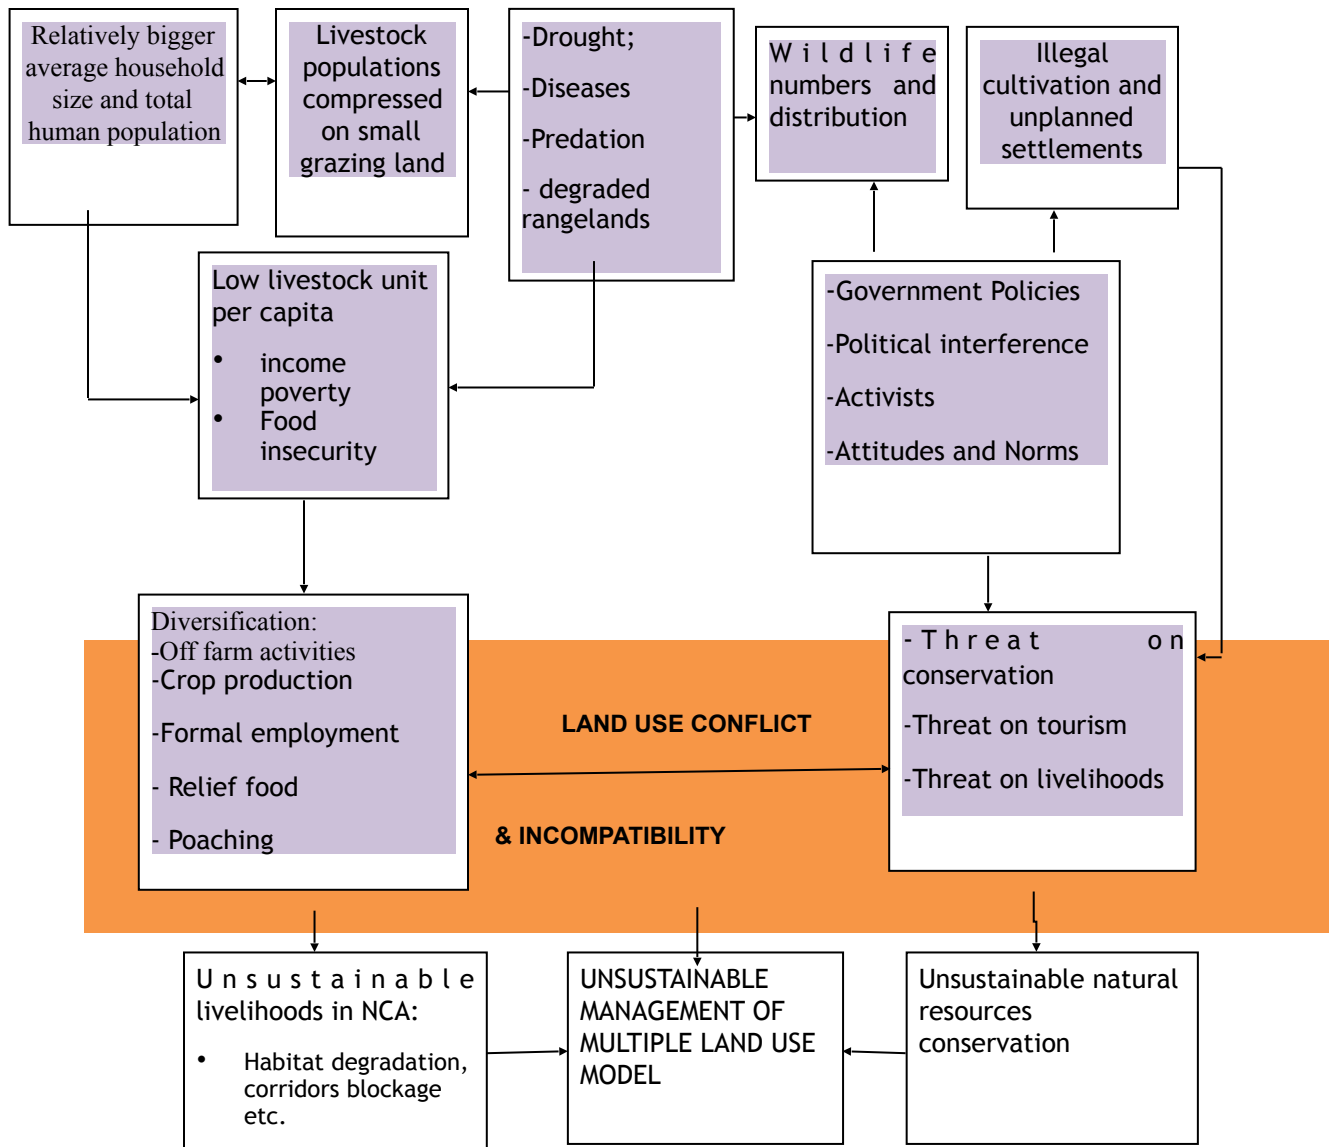 Relatively bigger
average household
size and total
human population
Livestock
populations
compressed
on small
grazing land
-Drought;
-Diseases
-Predation
- degraded
rangelands
Wildlife
numbers and
distribution
Illegal
cultivation and
unplanned
settlements
Low livestock unit
per capita
• income
poverty
• Food
insecurity
-Government Policies
-Political interference
-Activists
-Attitudes and Norms
Diversification:
-Off farm activities
-Crop production
-Formal employment
- Relief food
- Poaching
LAND USE CONFLICT
& INCOMPATIBILITY
-Threat on
conservation
-Threat on tourism
-Threat on livelihoods
Unsustainable
livelihoods in NCA:
• Habitat degradation,
corridors blockage
etc.
UNSUSTAINABLE
MANAGEMENT OF
MULTIPLE LAND USE
MODEL
Unsustainable natural
resources
conservation